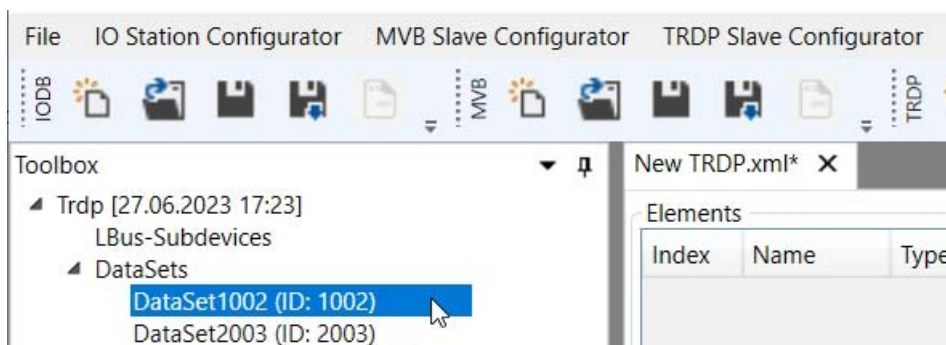 File IO Station Configurator MVB Slave Configurator TRDP Slave Configurator
IODB MVB TRDP
Toolbox New TRDP.xml*
Trdp [27.06.2023 17:23] Elements
LBus-Subdevices Index Name Type
DataSets
DataSet1002 (ID: 1002)
DataSet2003 (ID: 2003)